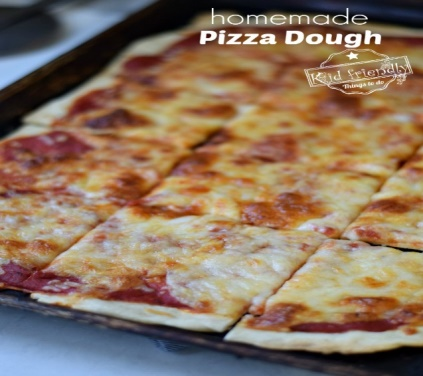 homemade
Pizza Dough
Kid friendly
Things to do